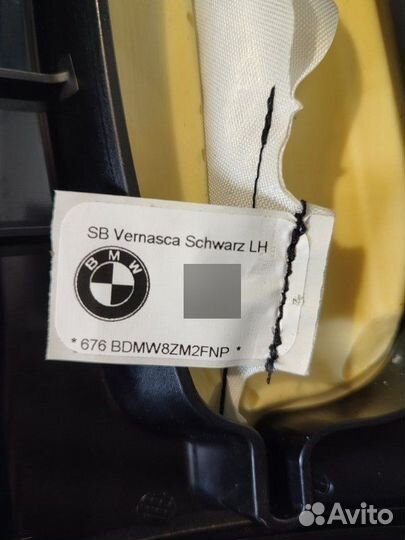 SB Vernasca Schwarz LH
BMW
* 676 BDMW8ZM2FNP *
Avito